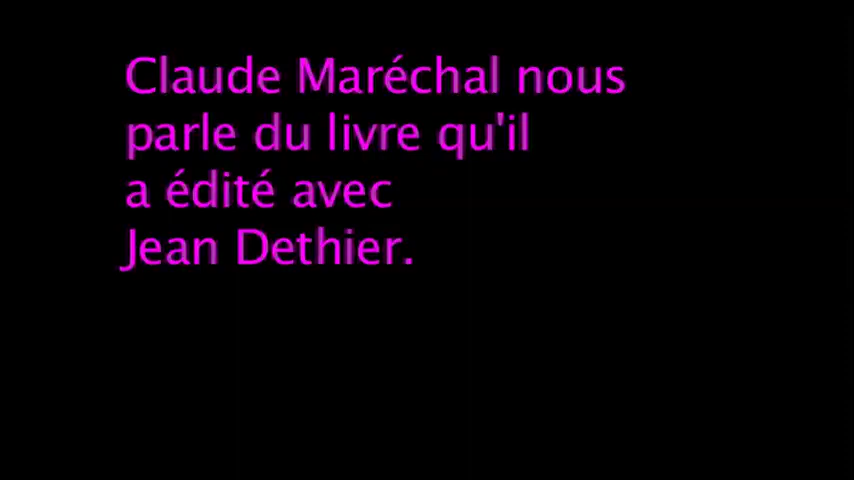 Claude Maréchal nous
parle du livre qu'il
a édité avec
Jean Dethier.